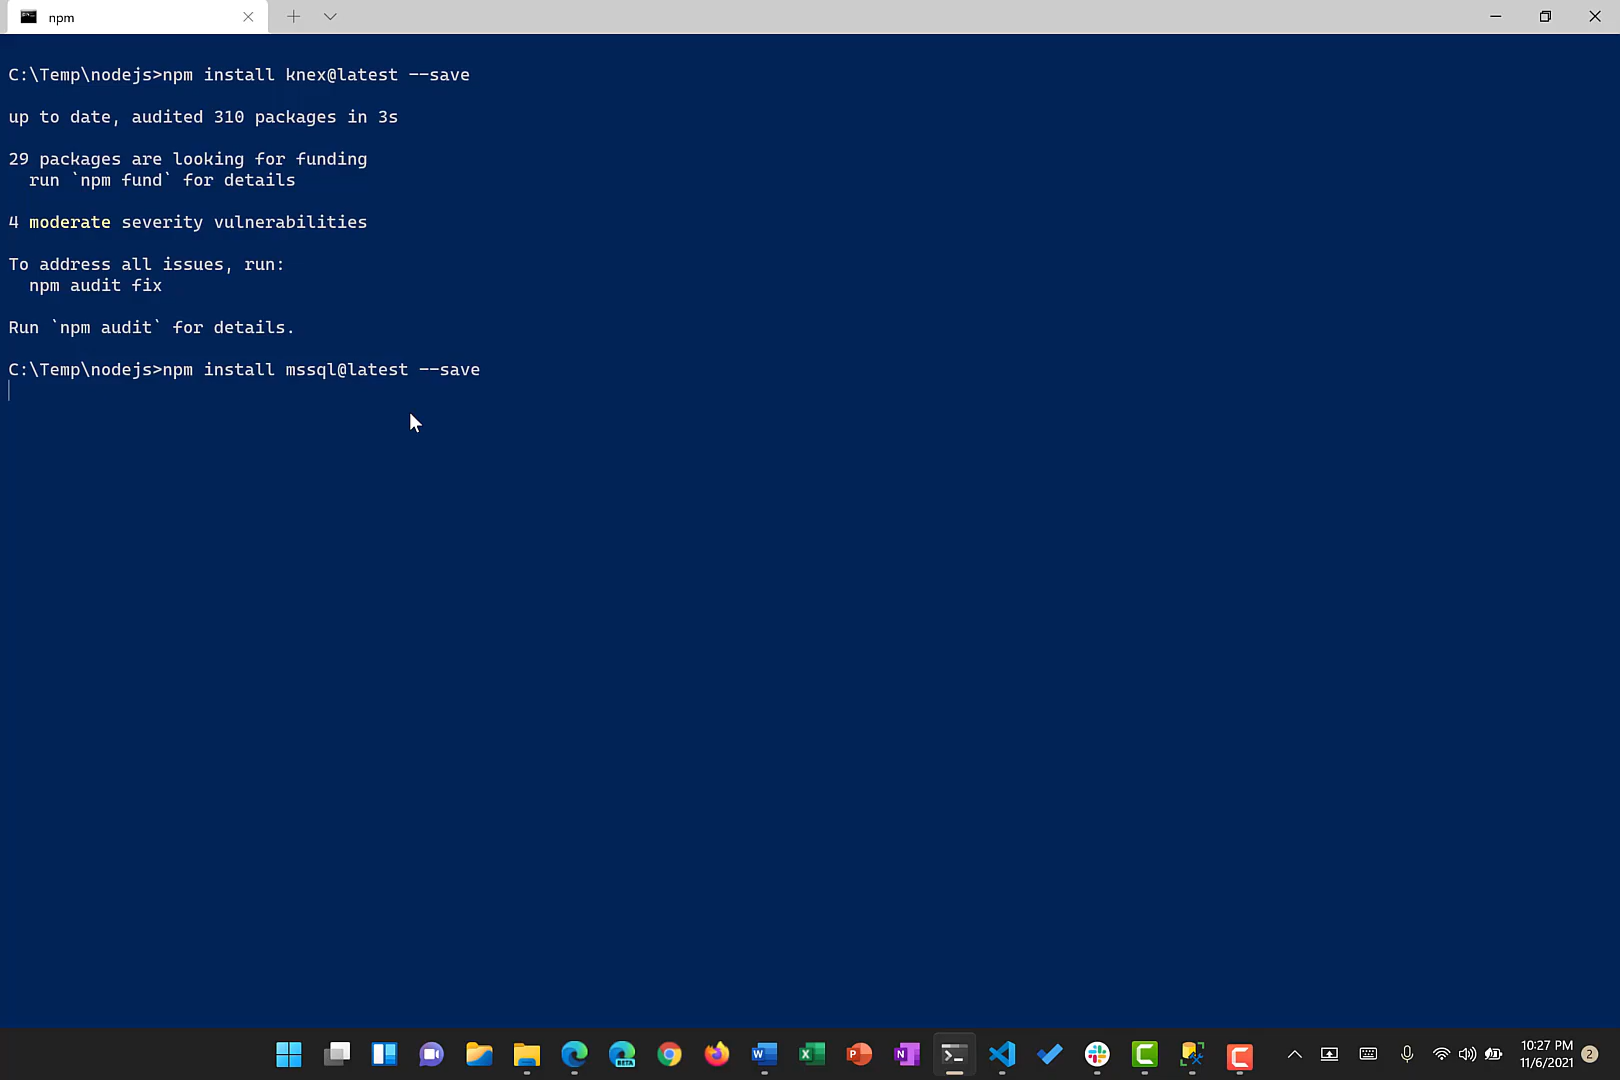 npm
C:\Temp\nodejs>npm install knex@latest --save
up to date, audited 310 packages in 3s
29 packages are looking for funding
  run `npm fund` for details
4 moderate severity vulnerabilities
To address all issues, run:
  npm audit fix
Run `npm audit` for details.
C:\Temp\nodejs>npm install mssql@latest --save
BETA
10:27 PM
11/6/2021
2